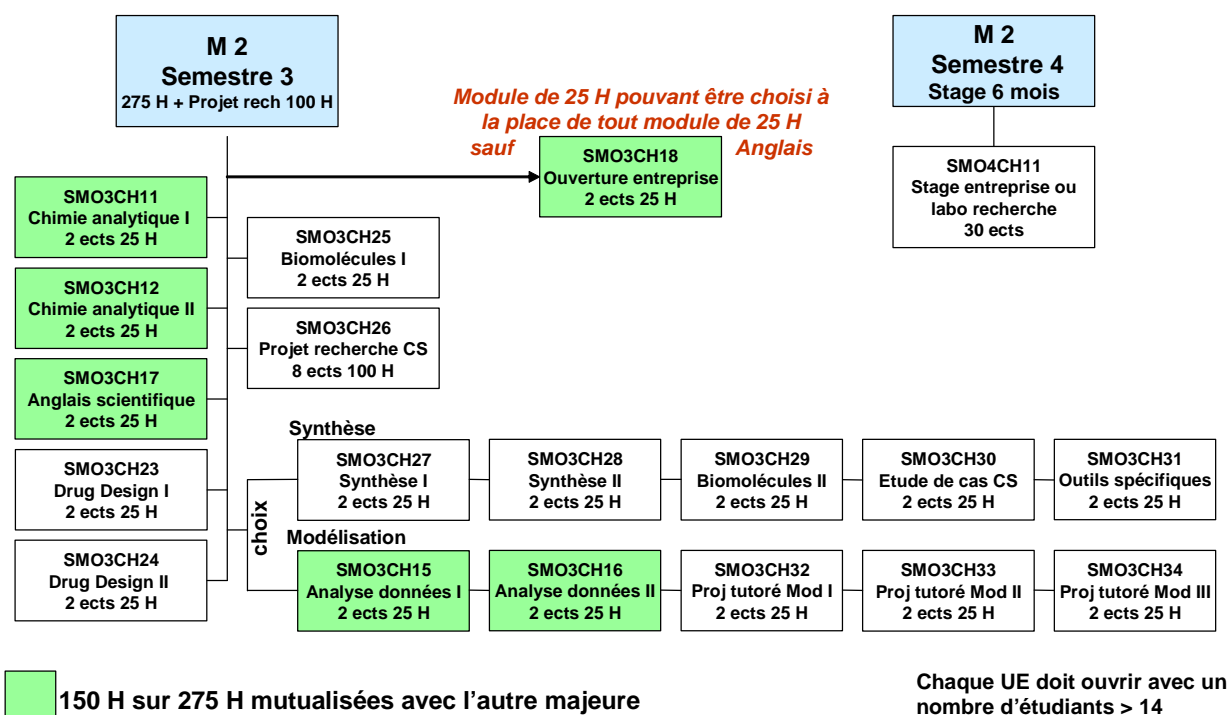 M 2
Semestre 3
275 H + Projet rech 100 H
M 2
Semestre 4
Stage 6 mois
Module de 25 H pouvant être choisi à
la place de tout module de 25 H
sauf Anglais
SMO3CH18
Ouverture entreprise
2 ects 25 H
SMO4CH11
Stage entreprise ou
labo recherche
30 ects
SMO3CH11
Chimie analytique I
2 ects 25 H
SMO3CH25
Biomolécules I
2 ects 25 H
SMO3CH12
Chimie analytique II
2 ects 25 H
SMO3CH26
Projet recherche CS
8 ects 100 H
SMO3CH17
Anglais scientifique
2 ects 25 H
SMO3CH23
Drug Design I
2 ects 25 H
SMO3CH24
Drug Design II
2 ects 25 H
choix
Synthèse
SMO3CH27
Synthèse I
2 ects 25 H
SMO3CH28
Synthèse II
2 ects 25 H
SMO3CH29
Biomolécules II
2 ects 25 H
SMO3CH30
Etude de cas CS
2 ects 25 H
SMO3CH31
Outils spécifiques
2 ects 25 H
Modélisation
SMO3CH15
Analyse données I
2 ects 25 H
SMO3CH16
Analyse données II
2 ects 25 H
SMO3CH32
Proj tutoré Mod I
2 ects 25 H
SMO3CH33
Proj tutoré Mod II
2 ects 25 H
SMO3CH34
Proj tutoré Mod III
2 ects 25 H
150 H sur 275 H mutualisées avec l'autre majeure
Chaque UE doit ouvrir avec un
nombre d'étudiants > 14